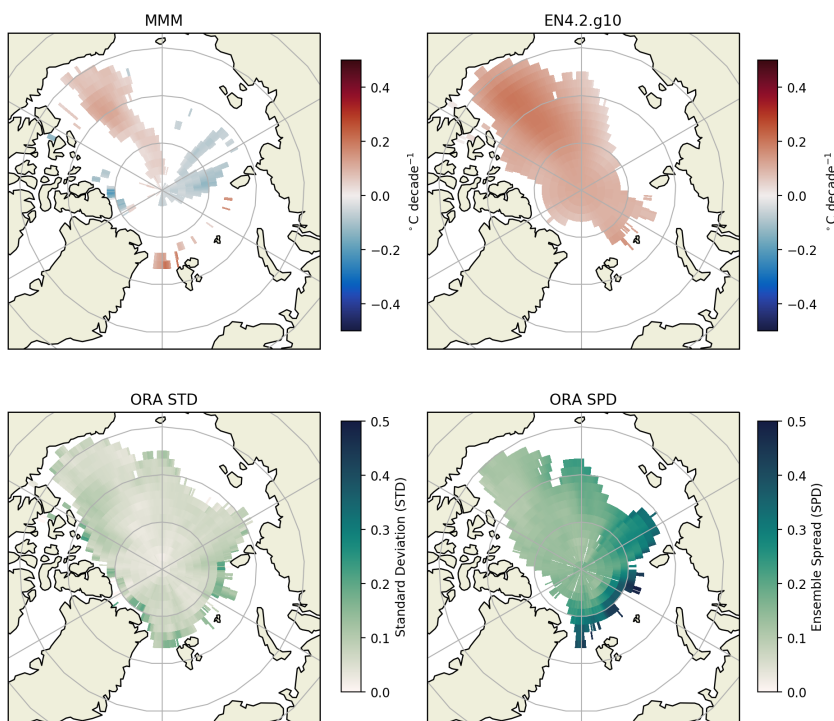 MMM
EN4.2.g10
0.4
0.2
0.0
−0.2
−0.4
° C decade⁻¹
0.4
0.2
0.0
−0.2
−0.4
° C decade⁻¹
ORA STD
ORA SPD
0.5
0.4
0.3
0.2
0.1
0.0
Standard Deviation (STD)
0.5
0.4
0.3
0.2
0.1
0.0
Ensemble Spread (SPD)